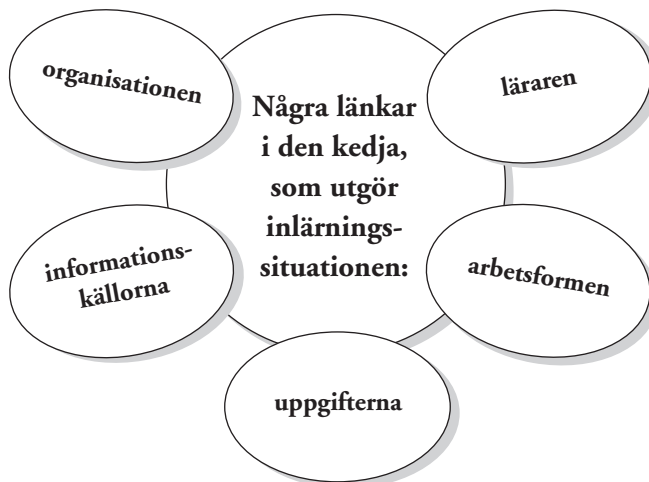 organisationen
läraren
Några länkar
i den kedja,
som utgör
inlärnings-
situationen:
informations-
källorna
arbetsformen
uppgifterna